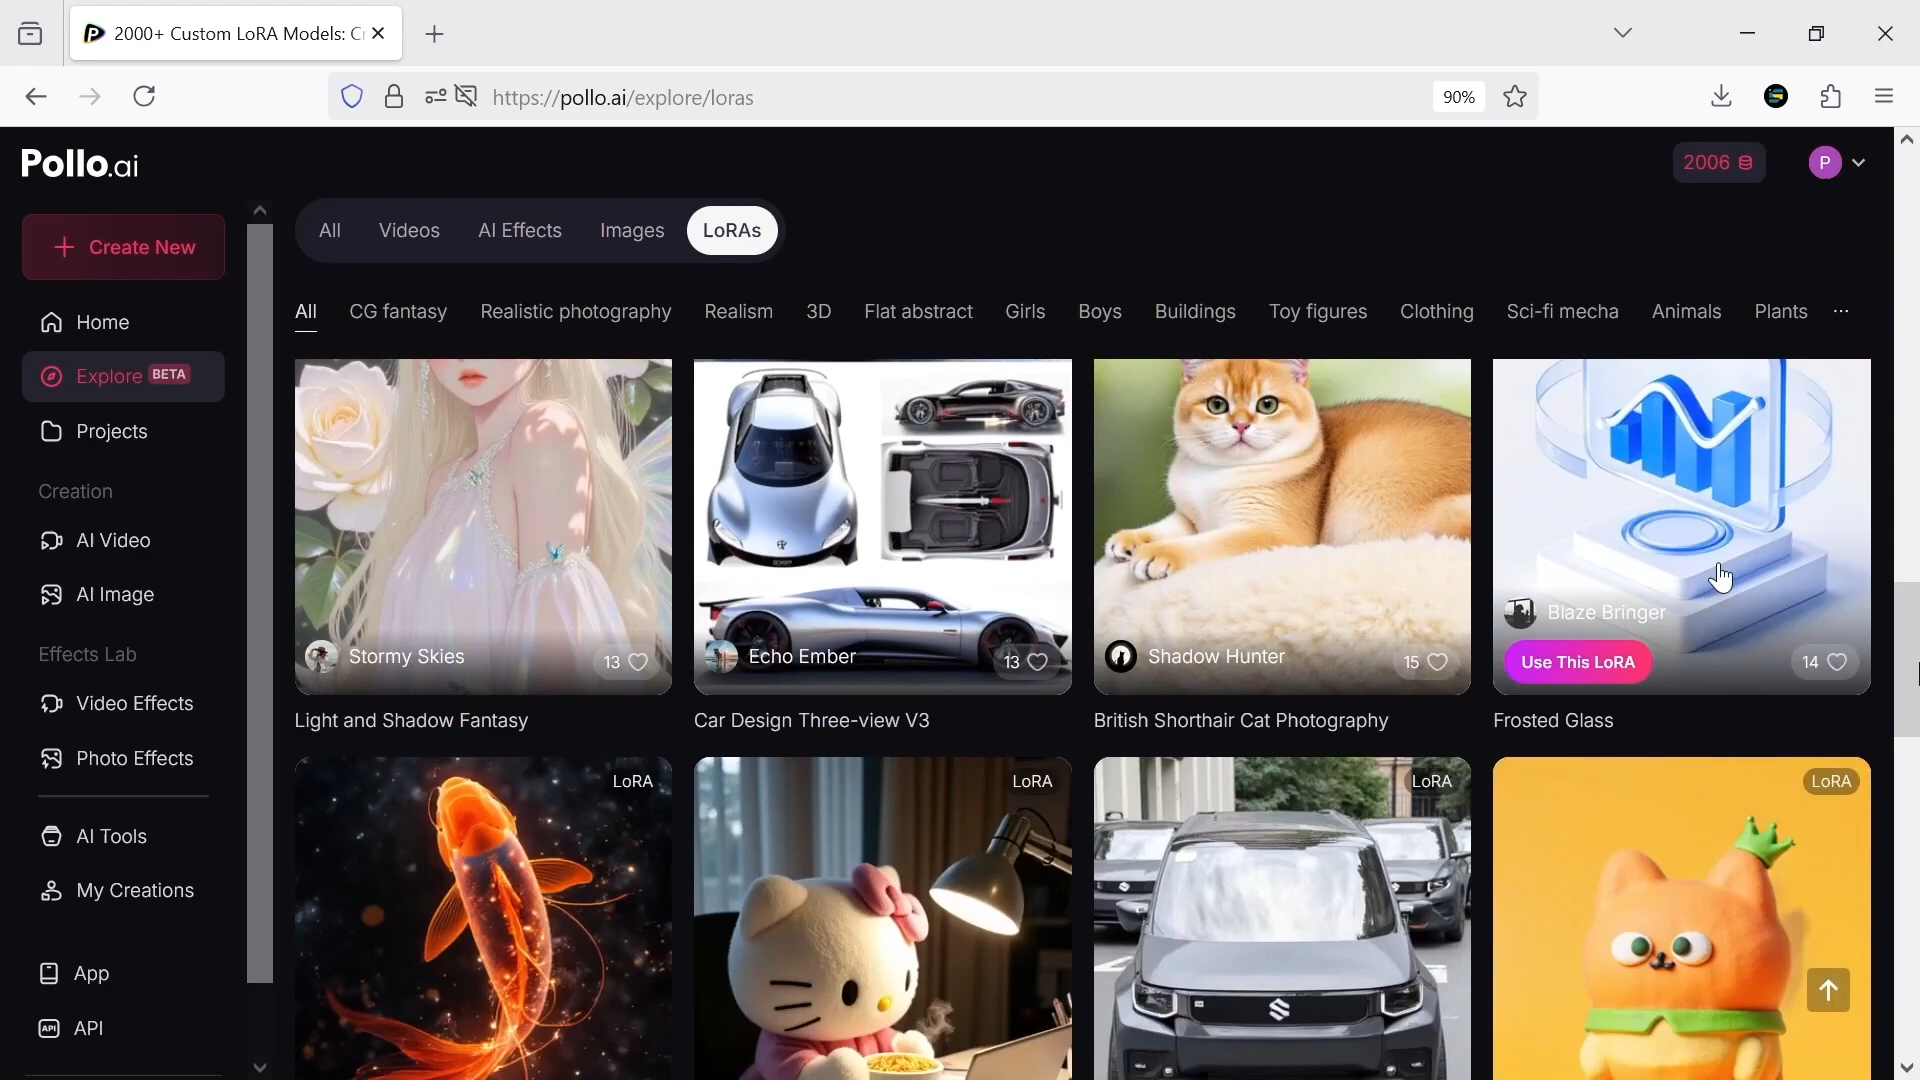 2000+ Custom LoRA Models: C
https://pollo.ai/explore/loras
90%
Pollo.ai
2006
P
Create New
Home
Explore BETA
Projects
Creation
AI Video
AI Image
Effects Lab
Video Effects
Photo Effects
AI Tools
My Creations
App
API API
All Videos AI Effects Images LoRAs
All CG fantasy Realistic photography Realism 3D Flat abstract Girls Boys Buildings Toy figures Clothing Sci-fi mecha Animals Plants ...
Stormy Skies 13
Light and Shadow Fantasy
Echo Ember 13
Car Design Three-view V3
Shadow Hunter 15
British Shorthair Cat Photography
Blaze Bringer
Use This LoRA 14
Frosted Glass
LoRA
LoRA
LoRA
LoRA